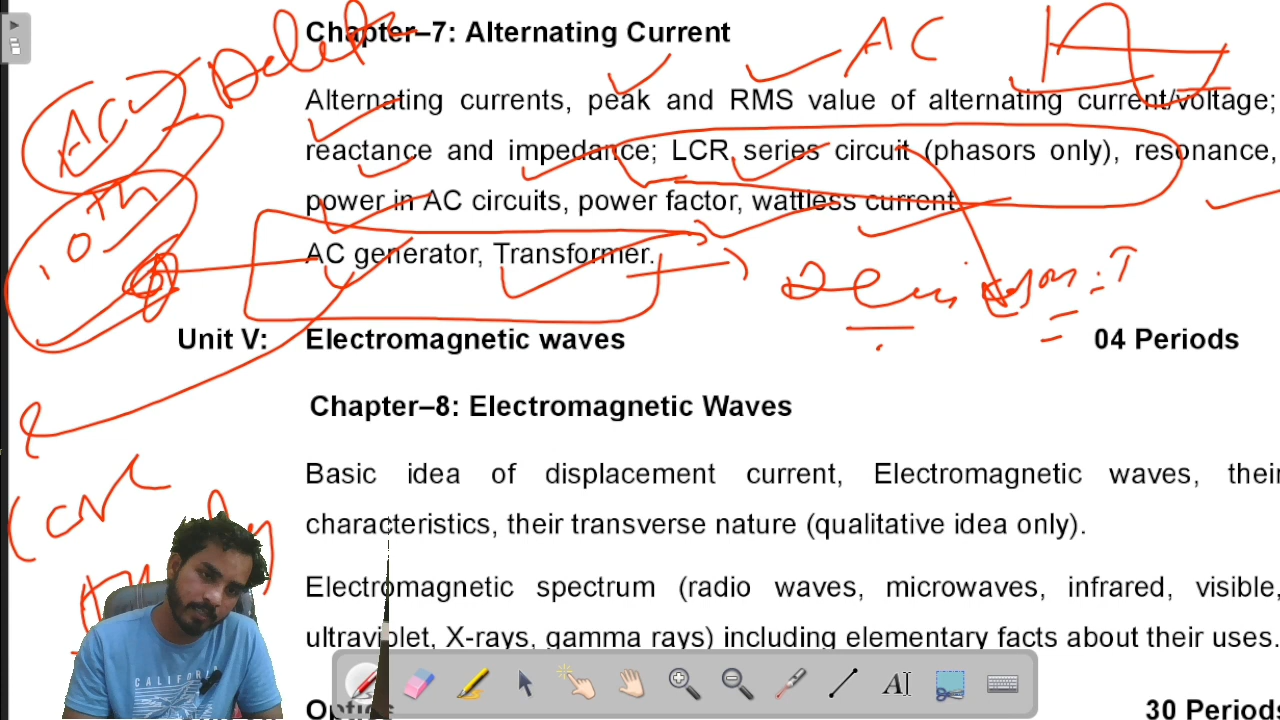 Chapter–7: Alternating Current
AC
AC
Alternating currents, peak and RMS value of alternating current/voltage;
reactance and impedance; LCR series circuit (phasors only), resonance,
power in AC circuits, power factor, wattless current.
10th
AC generator, Transformer.
Unit V: Electromagnetic waves 04 Periods
Chapter–8: Electromagnetic Waves
Basic idea of displacement current, Electromagnetic waves, their
characteristics, their transverse nature (qualitative idea only).
Electromagnetic spectrum (radio waves, microwaves, infrared, visible,
ultraviolet, X-rays, gamma rays) including elementary facts about their uses.
CALIFORNIA
30 Periods